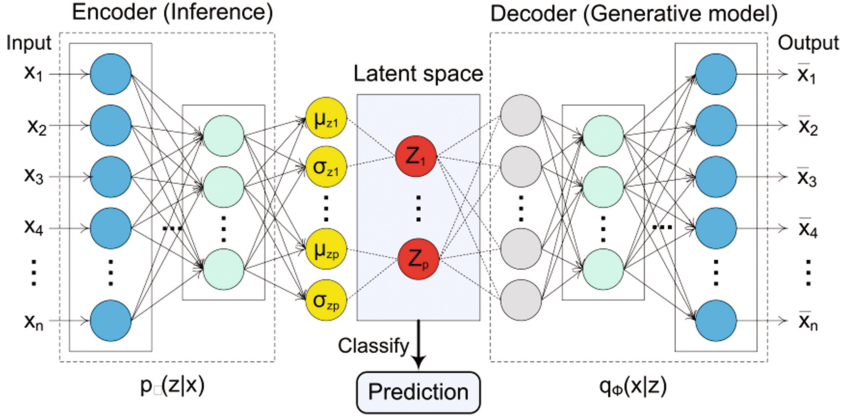 Encoder (Inference)
Decoder (Generative model)
Input
Output
Latent space
x1
x2
x3
x4
xn
μz1
σz1
μzp
σzp
Z1
Zp
x̅1
x̅2
x̅3
x̅4
x̅n
Classify
Prediction
p□(z|x)
qΦ(x|z)